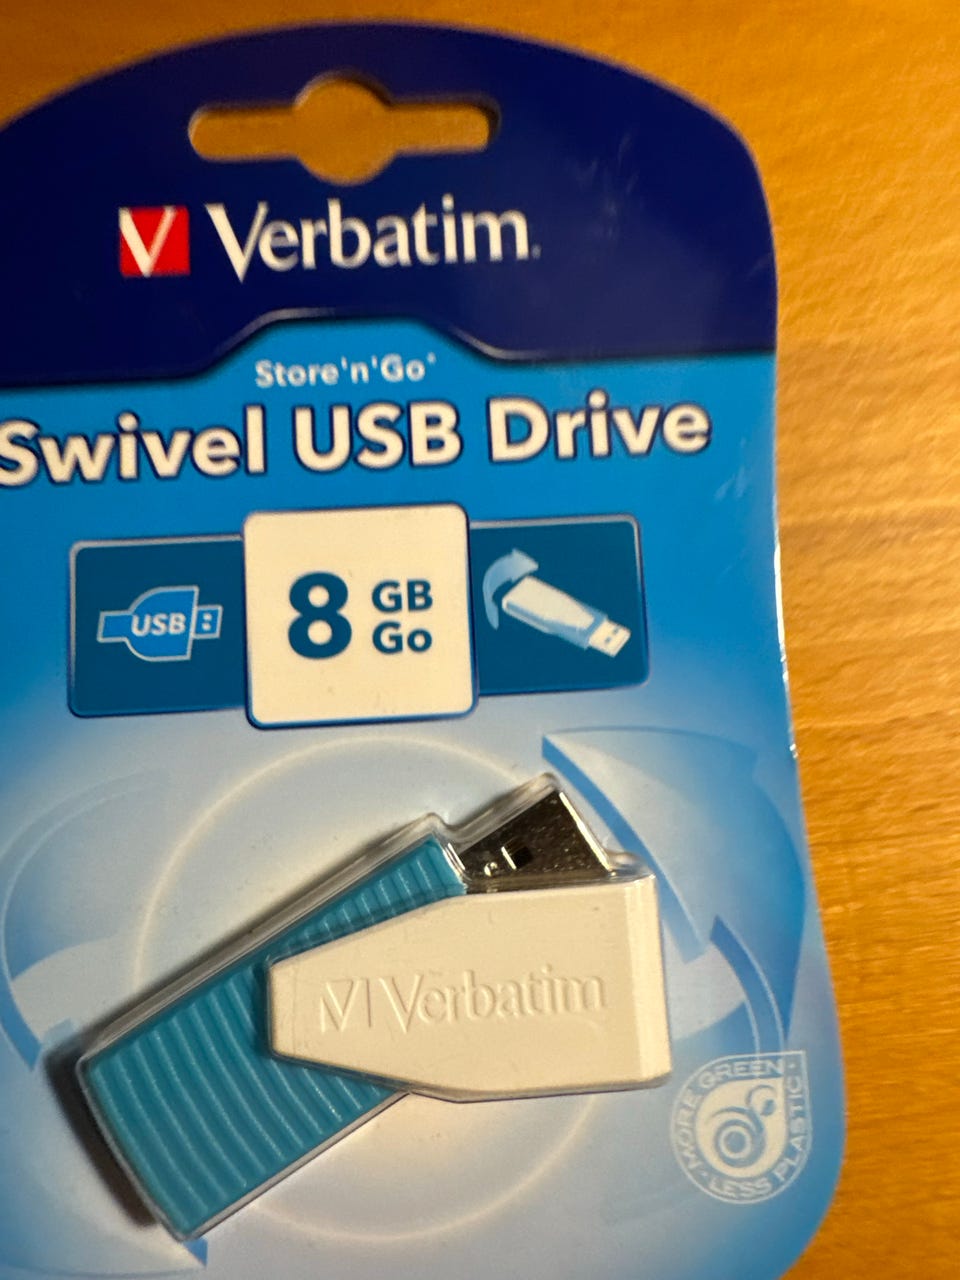 V Verbatim®
Store'n'Go®
Swivel USB Drive
USB
8 GB
Go
V Verbatim
MORE GREEN
LESS PLASTIC